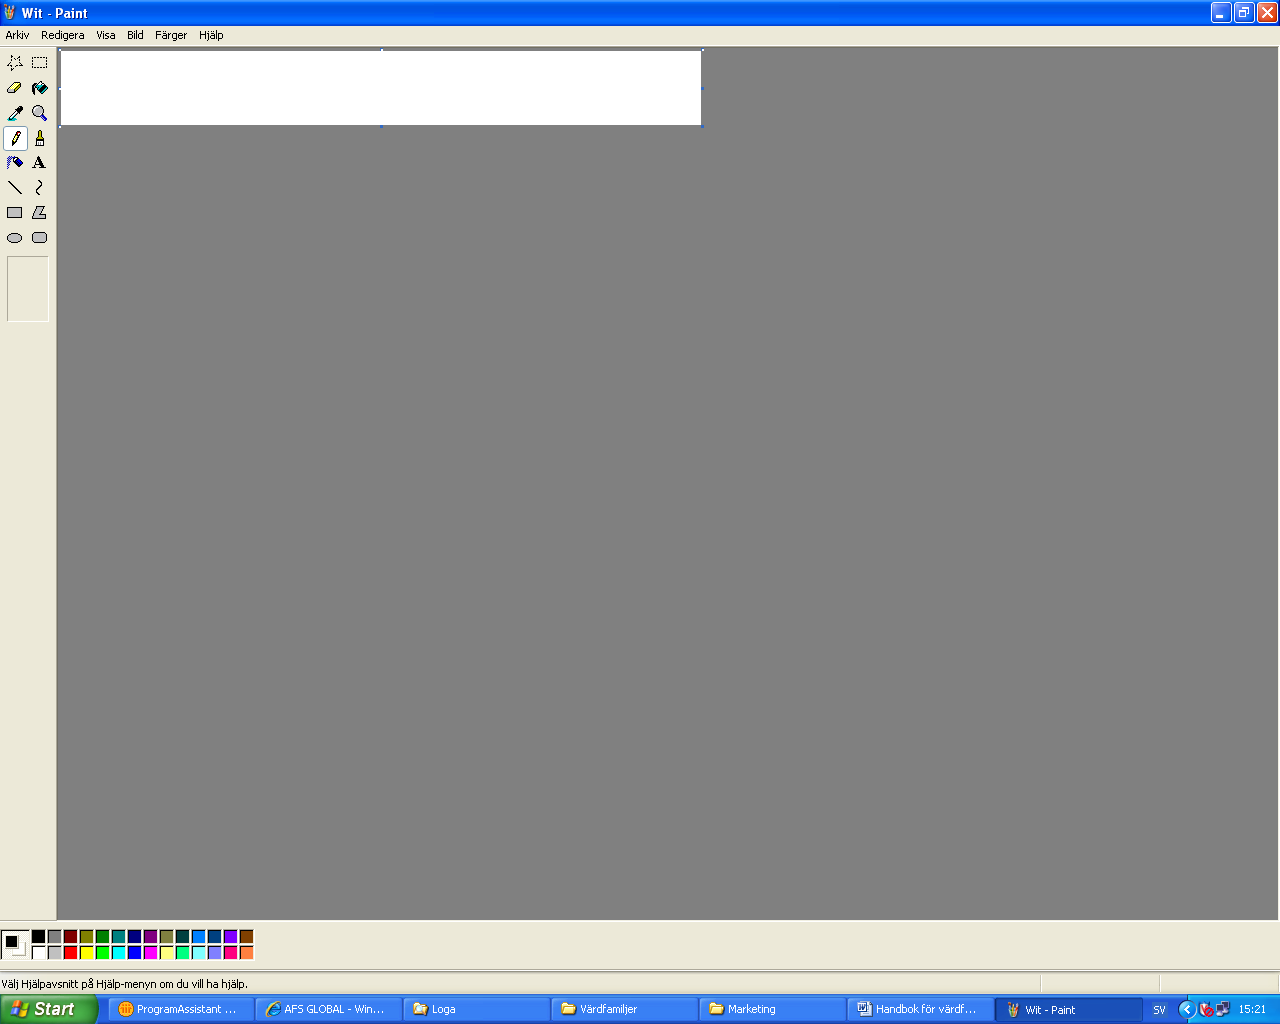 Wit - Paint
Arkiv Redigera Visa Bild Färger Hjälp
A
Välj Hjälpavsnitt på Hjälp-menyn om du vill ha hjälp.
Start ProgramAssistant ... AFS GLOBAL - Win... Loga Värdfamiljer Marketing Handbok för värdf... Wit - Paint SV 15:21